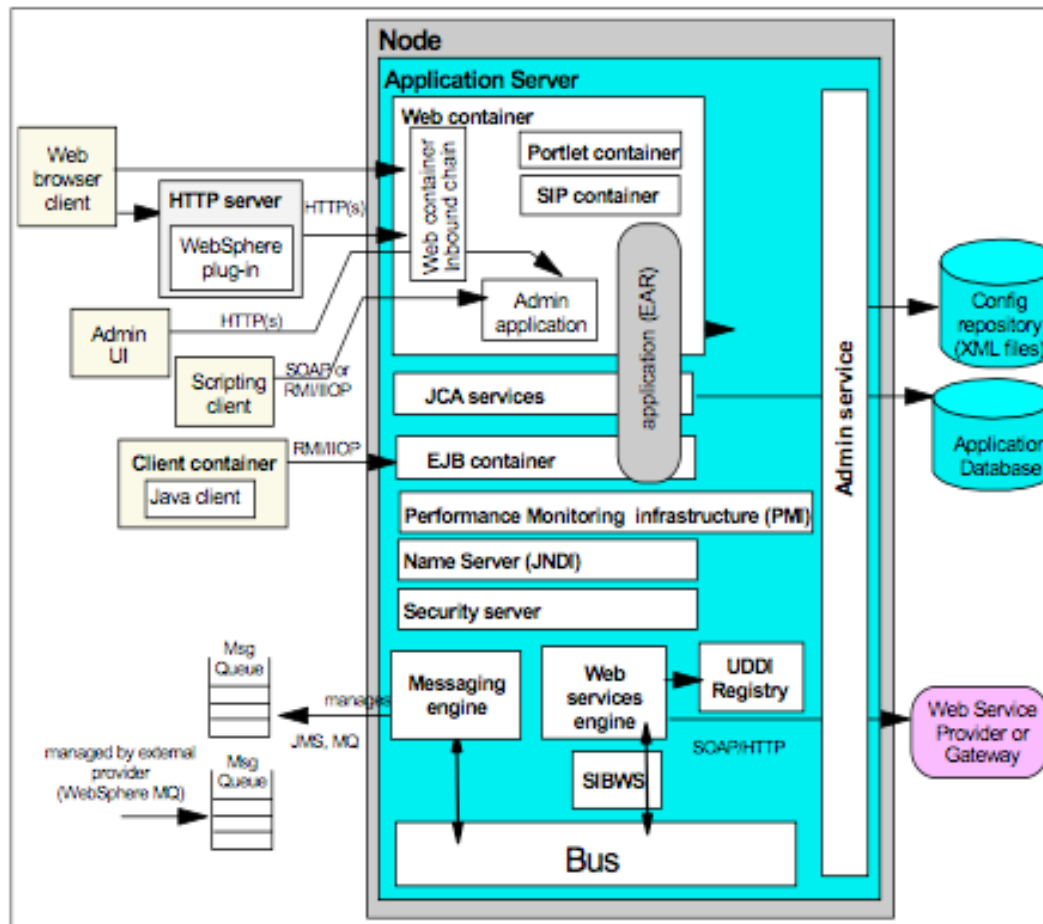 Node
Application Server
Web container
Web container
Inbound chain
Portlet container
SIP container
Admin
application
application (EAR)
Web
browser
client
HTTP server
WebSphere
plug-in
HTTP(s)
Admin
UI
HTTP(s)
Scripting
client
SOAP or
RMI/IIOP
Client container
Java client
RMI/IIOP
JCA services
EJB container
Performance Monitoring infrastructure (PMI)
Name Server (JNDI)
Security server
Admin service
Config
repository
(XML files)
Application
Database
Msg
Queue
manages
JMS, MQ
Messaging
engine
Web
services
engine
UDDI
Registry
SOAP/HTTP
Web Service
Provider or
Gateway
managed by external
provider
(WebSphere MQ)
Msg
Queue
SIBWS
Bus